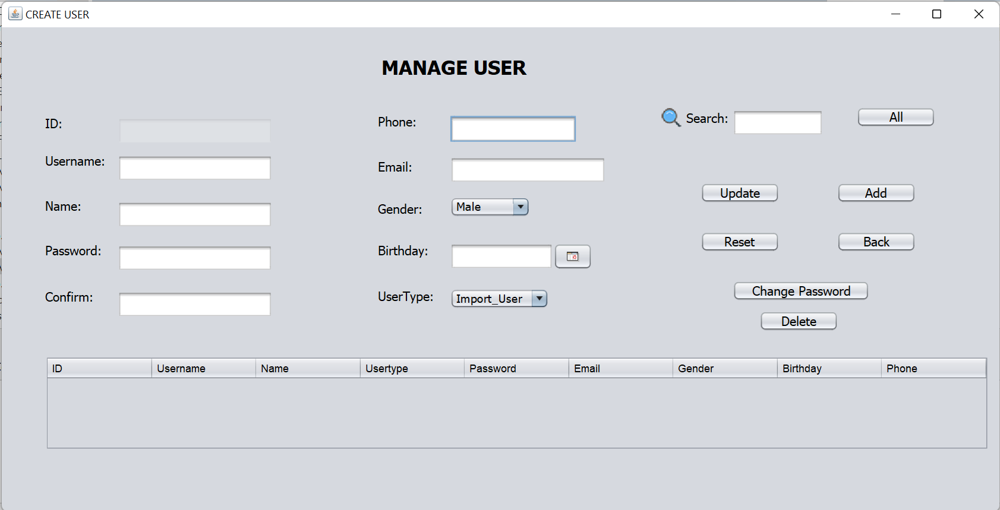 CREATE USER
MANAGE USER
ID:
Username:
Name:
Password:
Confirm:
Phone:
Email:
Gender: Male
Birthday:
UserType: Import_User
Search: All
Update Add
Reset Back
Change Password
Delete
ID Username Name Usertype Password Email Gender Birthday Phone